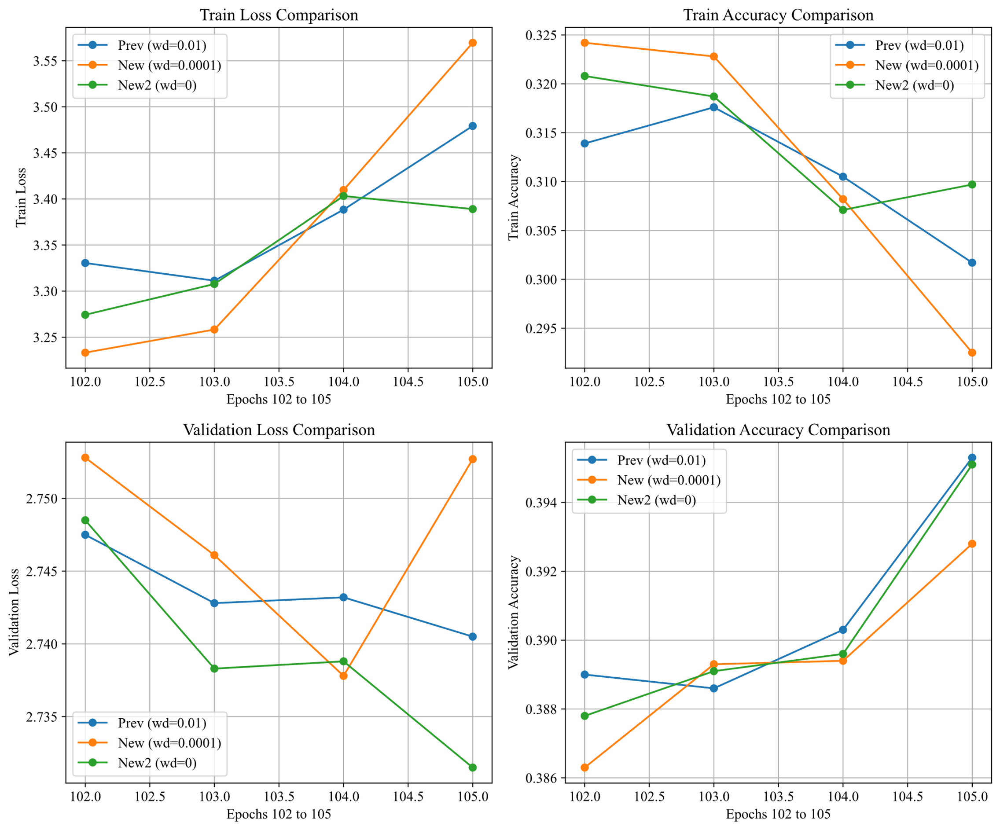 Train Loss Comparison
Prev (wd=0.01)
New (wd=0.0001)
New2 (wd=0)
Train Loss
3.55
3.50
3.45
3.40
3.35
3.30
3.25
102.0 102.5 103.0 103.5 104.0 104.5 105.0
Epochs 102 to 105
Train Accuracy Comparison
Prev (wd=0.01)
New (wd=0.0001)
New2 (wd=0)
Train Accuracy
0.325
0.320
0.315
0.310
0.305
0.300
0.295
102.0 102.5 103.0 103.5 104.0 104.5 105.0
Epochs 102 to 105
Validation Loss Comparison
Validation Loss
2.750
2.745
2.740
2.735
Prev (wd=0.01)
New (wd=0.0001)
New2 (wd=0)
102.0 102.5 103.0 103.5 104.0 104.5 105.0
Epochs 102 to 105
Validation Accuracy Comparison
Prev (wd=0.01)
New (wd=0.0001)
New2 (wd=0)
Validation Accuracy
0.394
0.392
0.390
0.388
0.386
102.0 102.5 103.0 103.5 104.0 104.5 105.0
Epochs 102 to 105